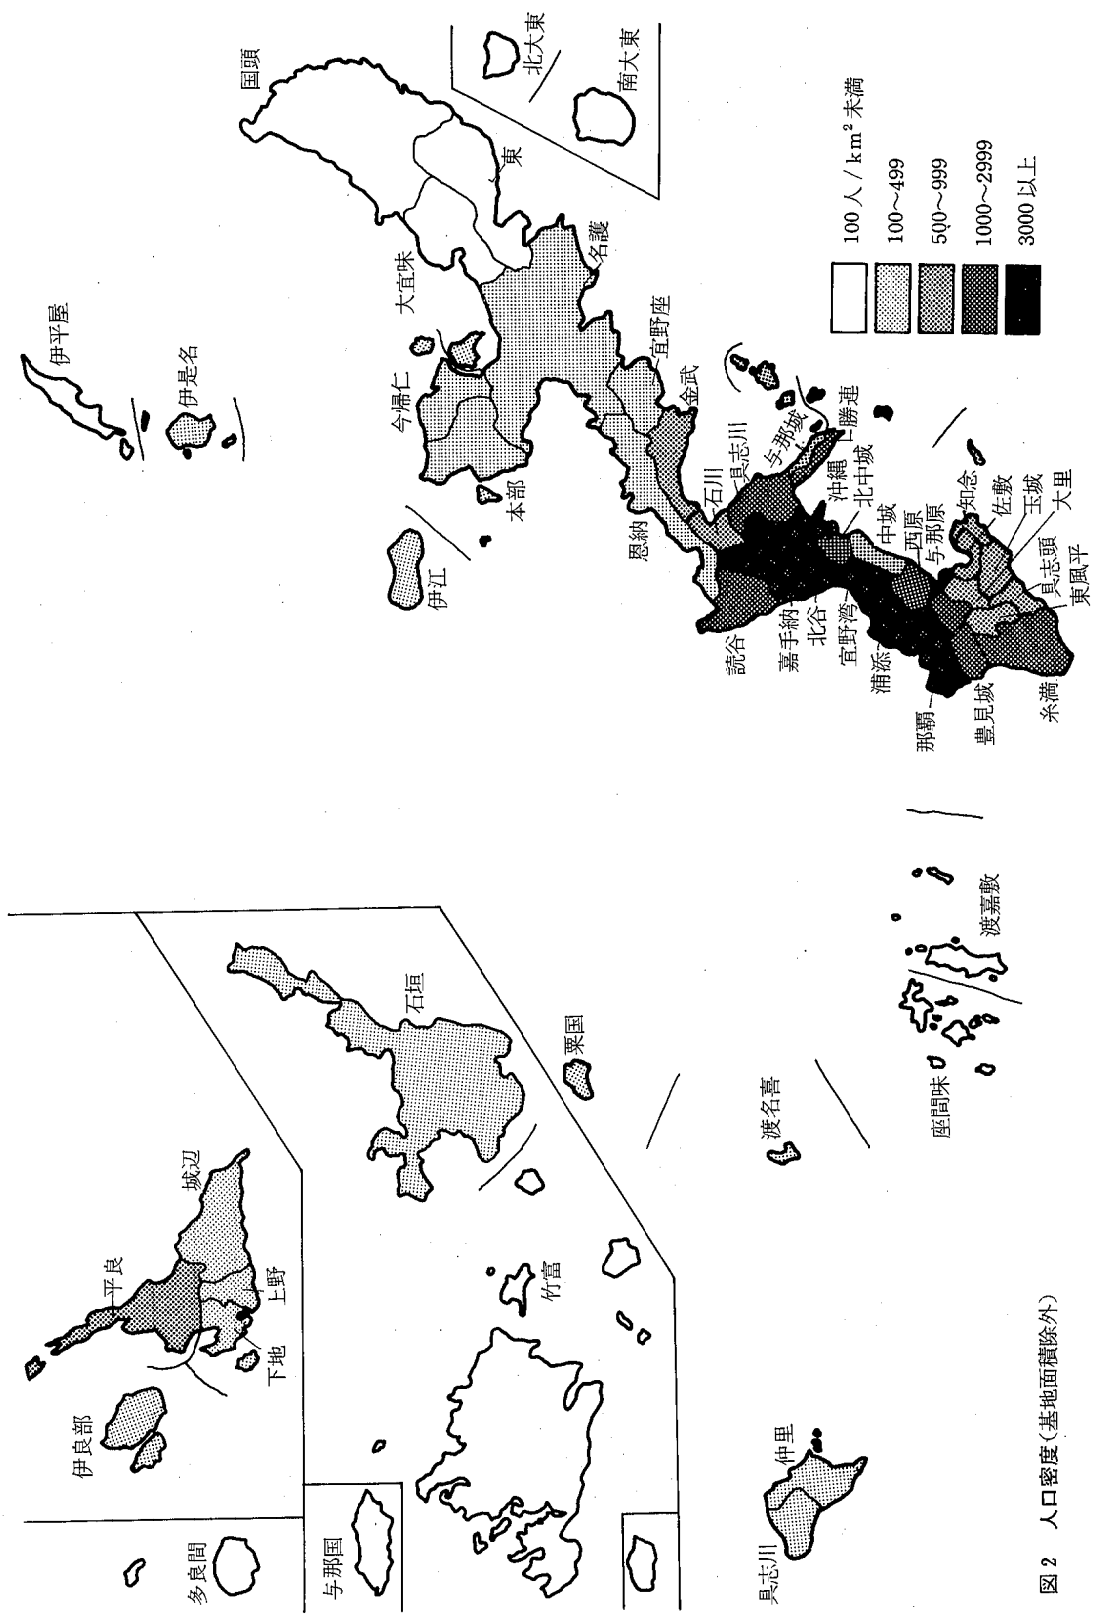 国頭
北大東
南大東
東
大宜味
名護
伊平屋
伊是名
今帰仁
本部
伊江
宜野座
金武
恩納
石川
具志川
与那城
勝連
沖縄
北中城
中城
西原
与那原
知念
佐敷
玉城
大里
具志頭
東風平
読谷
嘉手納
北谷
宜野湾
浦添
那覇
豊見城
糸満
100人/km²未満
100～499
500～999
1000～2999
3000以上
渡嘉敷
座間味
粟国
渡名喜
石垣
竹富
城辺
平良
上野
下地
伊良部
多良間
与那国
仲里
具志川
図2 人口密度(基地面積除外)